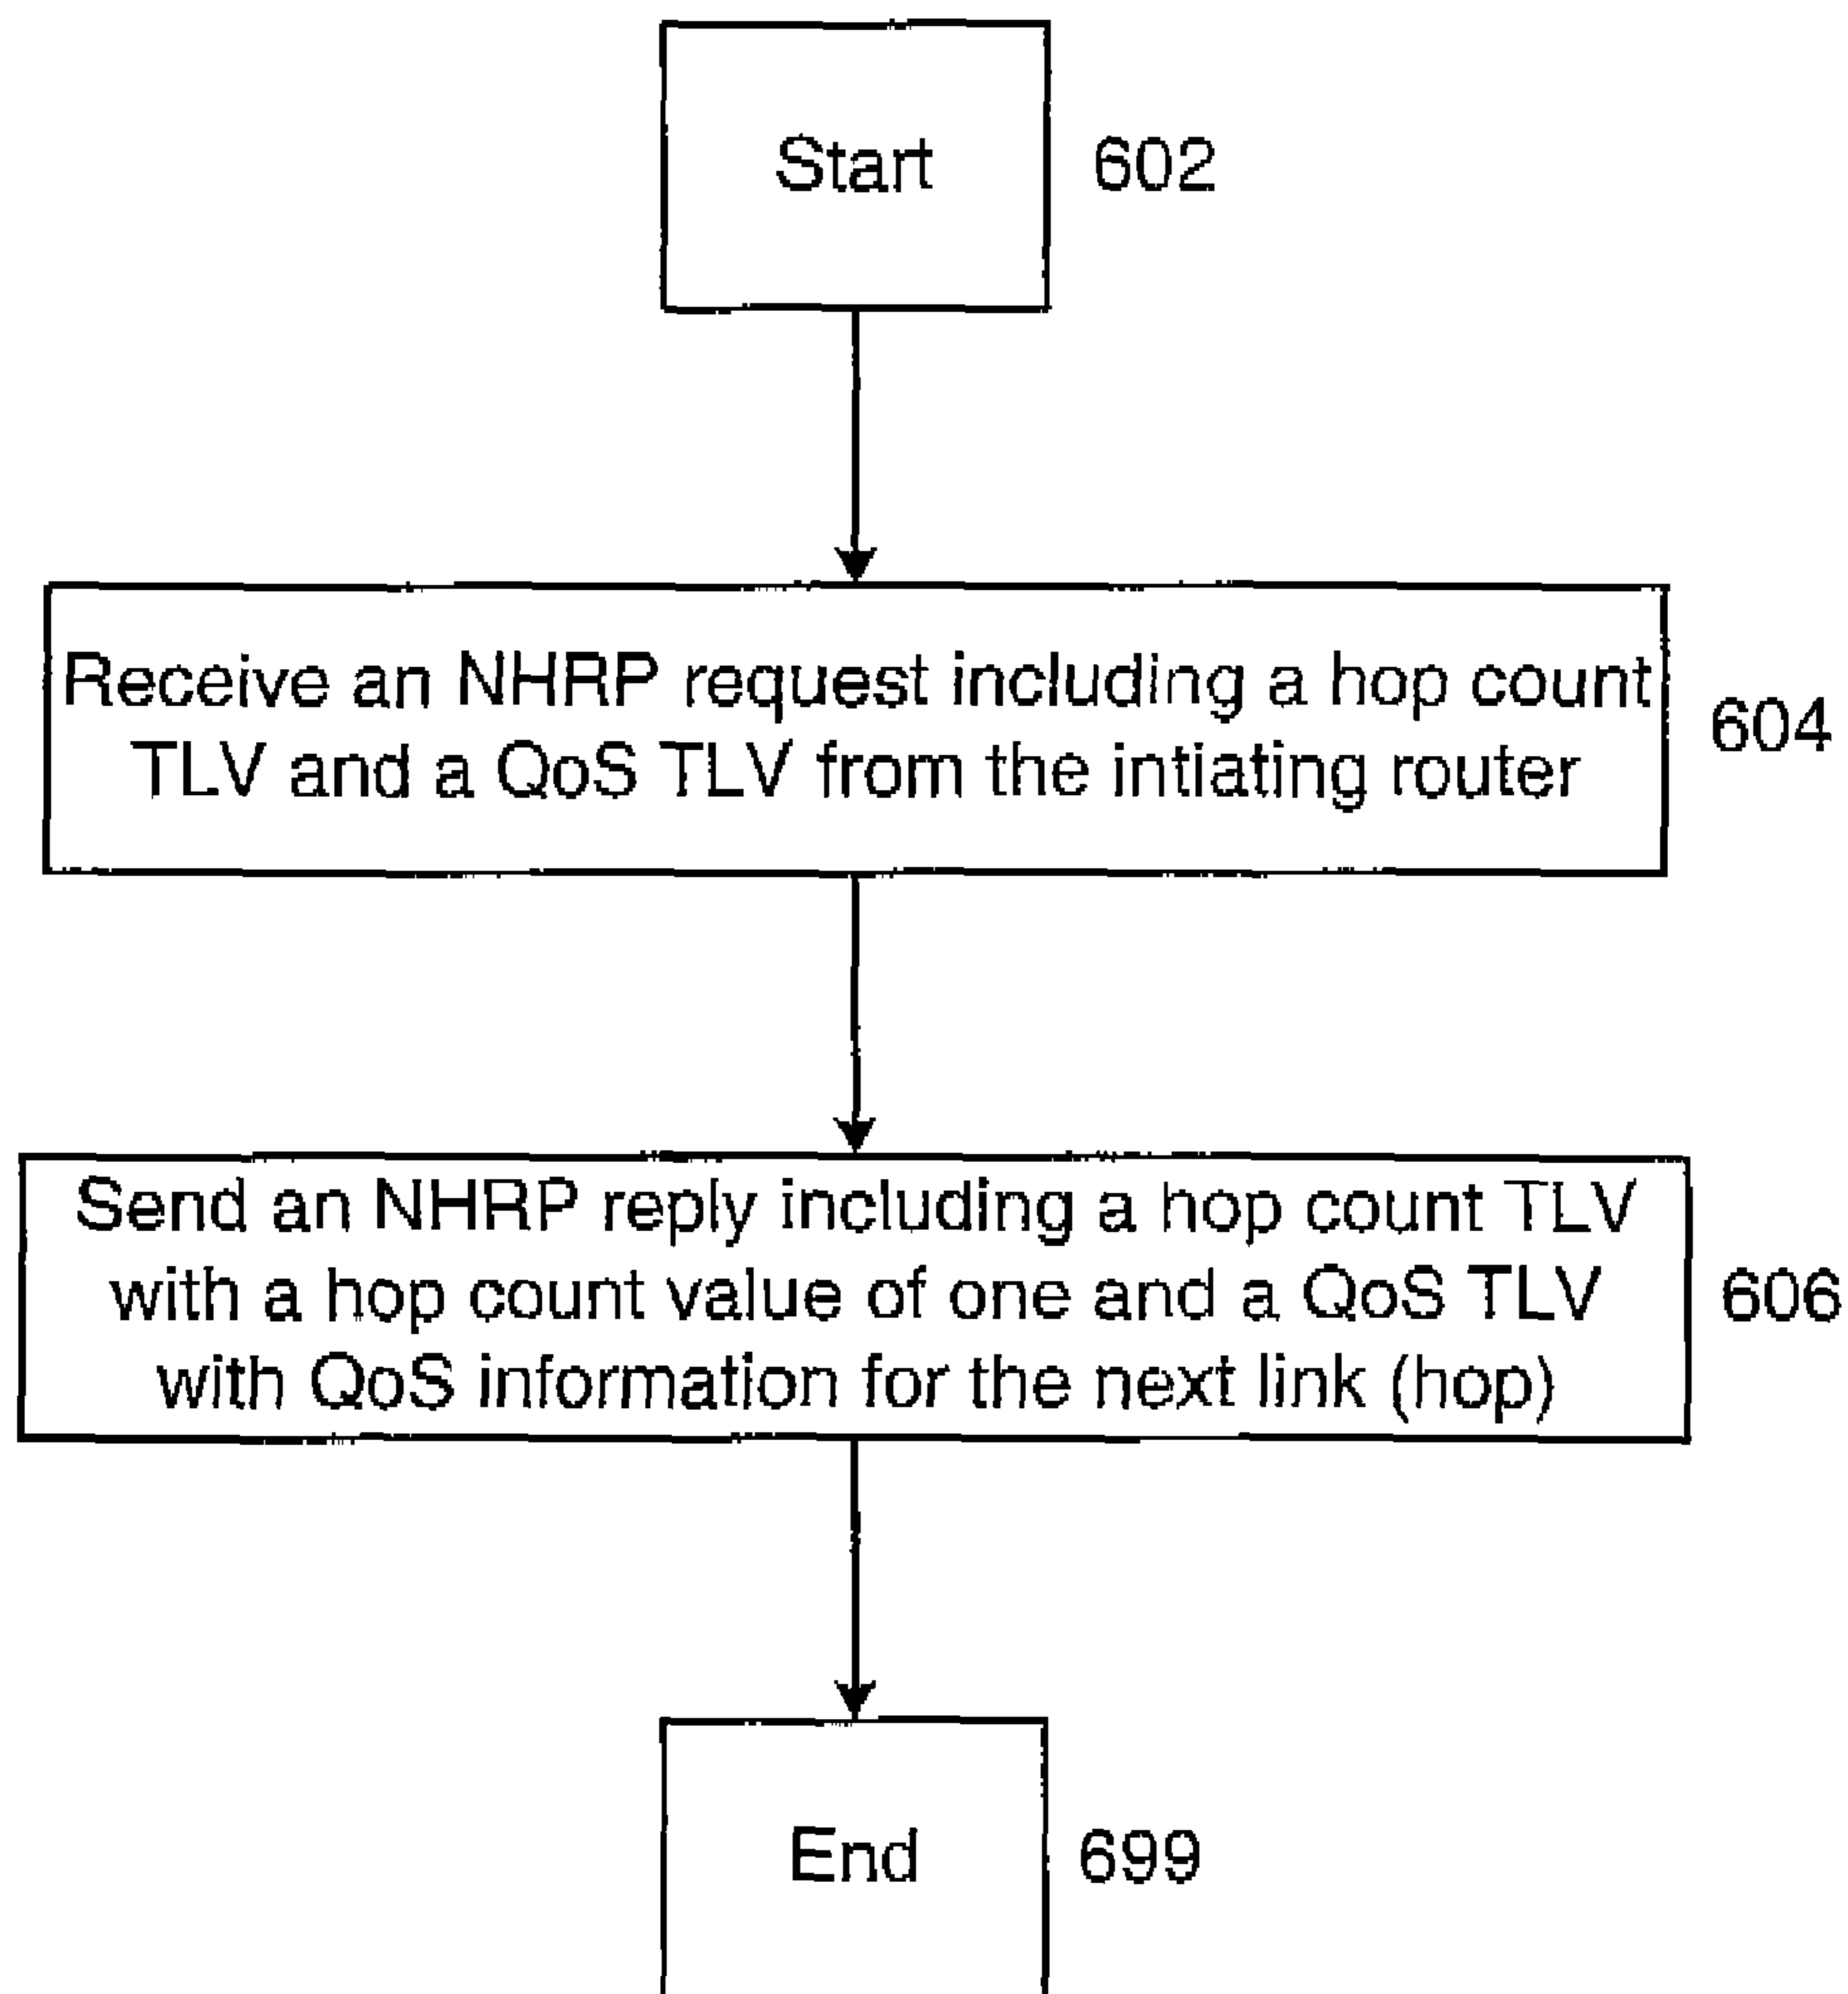 Start
602
Receive an NHRP request including a hop count
TLV and a QoS TLV from the intiating router
604
Send an NHRP reply including a hop count TLV
with a hop count value of one and a QoS TLV
with QoS information for the next link (hop)
606
End
699